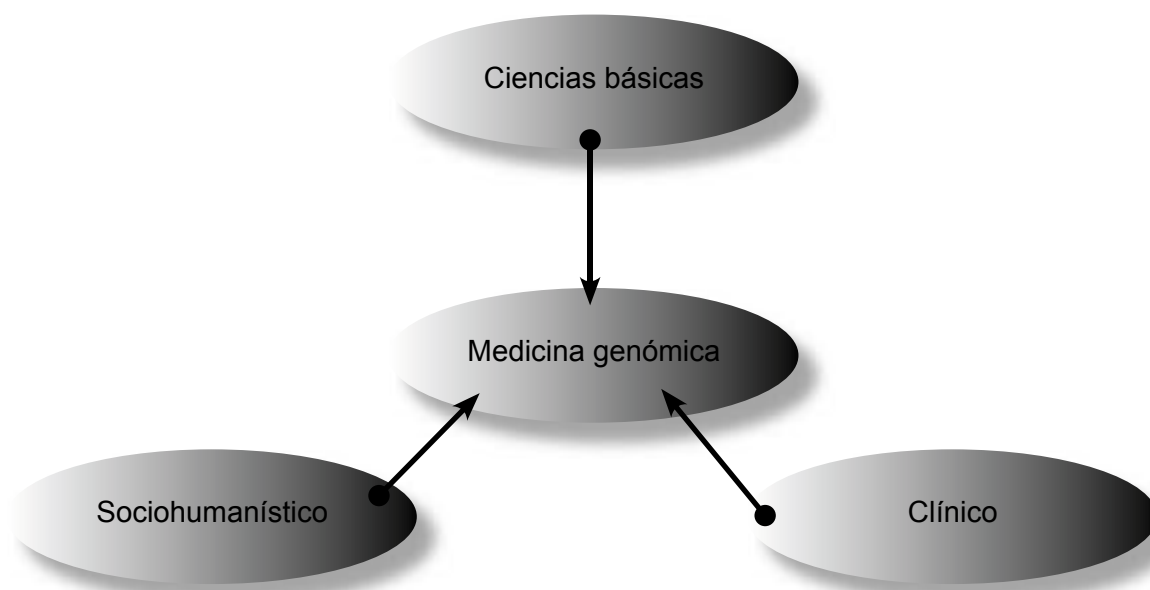 Ciencias básicas
Medicina genómica
Sociohumanístico
Clínico